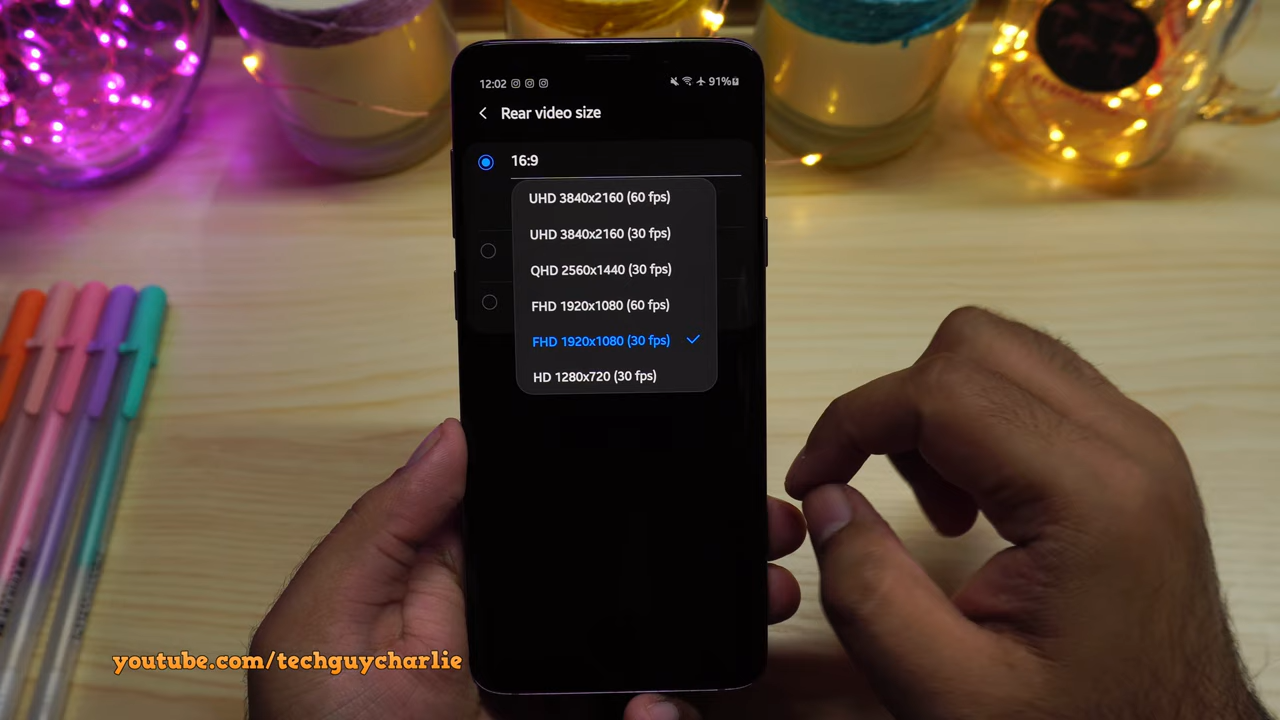 12:02 91%
Rear video size
16:9
UHD 3840x2160 (60 fps)
UHD 3840x2160 (30 fps)
QHD 2560x1440 (30 fps)
FHD 1920x1080 (60 fps)
FHD 1920x1080 (30 fps)
HD 1280x720 (30 fps)
youtube.com/techguycharlie